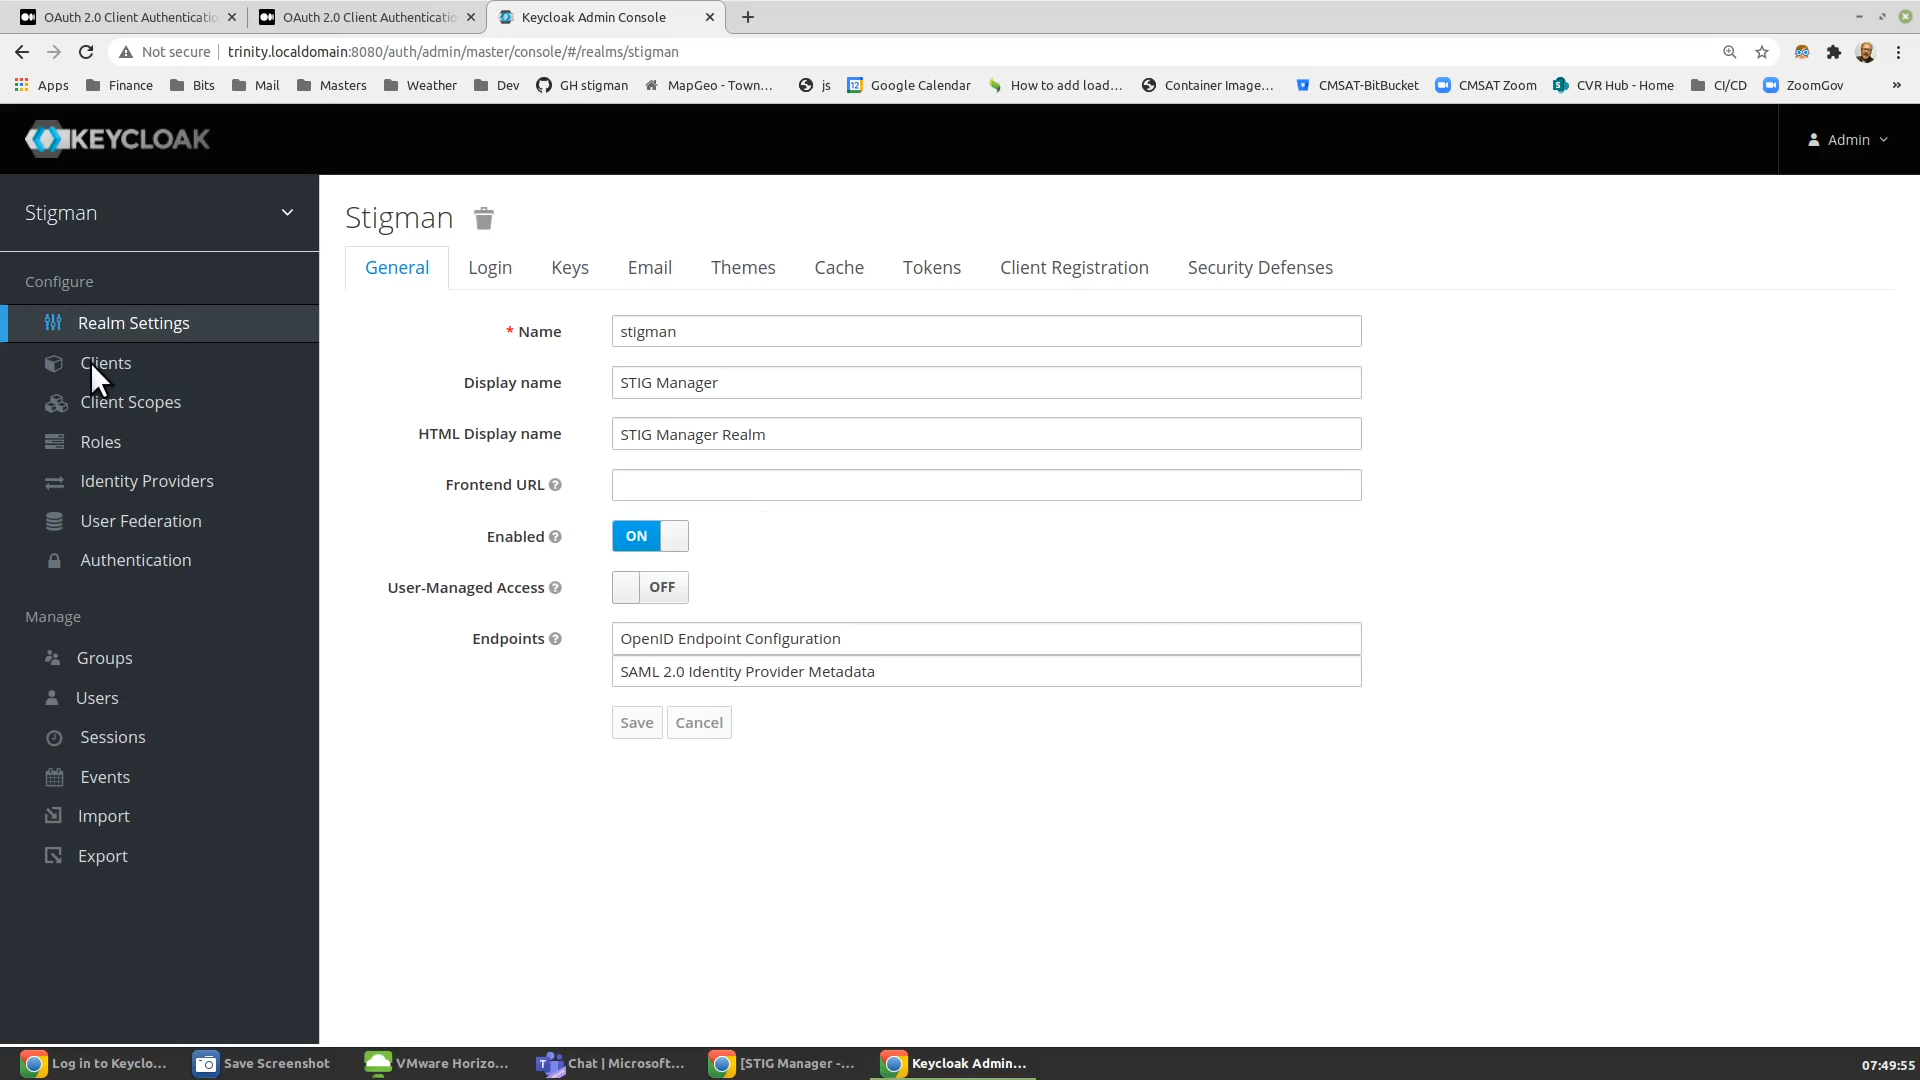 OAuth 2.0 Client Authenticatio
OAuth 2.0 Client Authenticatio
Keycloak Admin Console
Not secure
trinity.localdomain:8080/auth/admin/master/console/#/realms/stigman
Apps
Finance
Bits
Mail
Masters
Weather
Dev
GH stigman
MapGeo - Town...
js
12
Google Calendar
How to add load...
Container Image...
CMSAT-BitBucket
CMSAT Zoom
CVR Hub - Home
CI/CD
ZoomGov
»
KEYCLOAK
Admin
Stigman
Configure
Realm Settings
Clients
Client Scopes
Roles
Identity Providers
User Federation
Authentication
Manage
Groups
Users
Sessions
Events
Import
Export
Stigman
General
Login
Keys
Email
Themes
Cache
Tokens
Client Registration
Security Defenses
* Name
stigman
Display name
STIG Manager
HTML Display name
STIG Manager Realm
Frontend URL
Enabled
ON
User-Managed Access
OFF
Endpoints
OpenID Endpoint Configuration
SAML 2.0 Identity Provider Metadata
Save
Cancel
Log in to Keyclo...
Save Screenshot
VMware Horizo...
Chat | Microsoft...
[STIG Manager -...
Keycloak Admin...
07:49:55